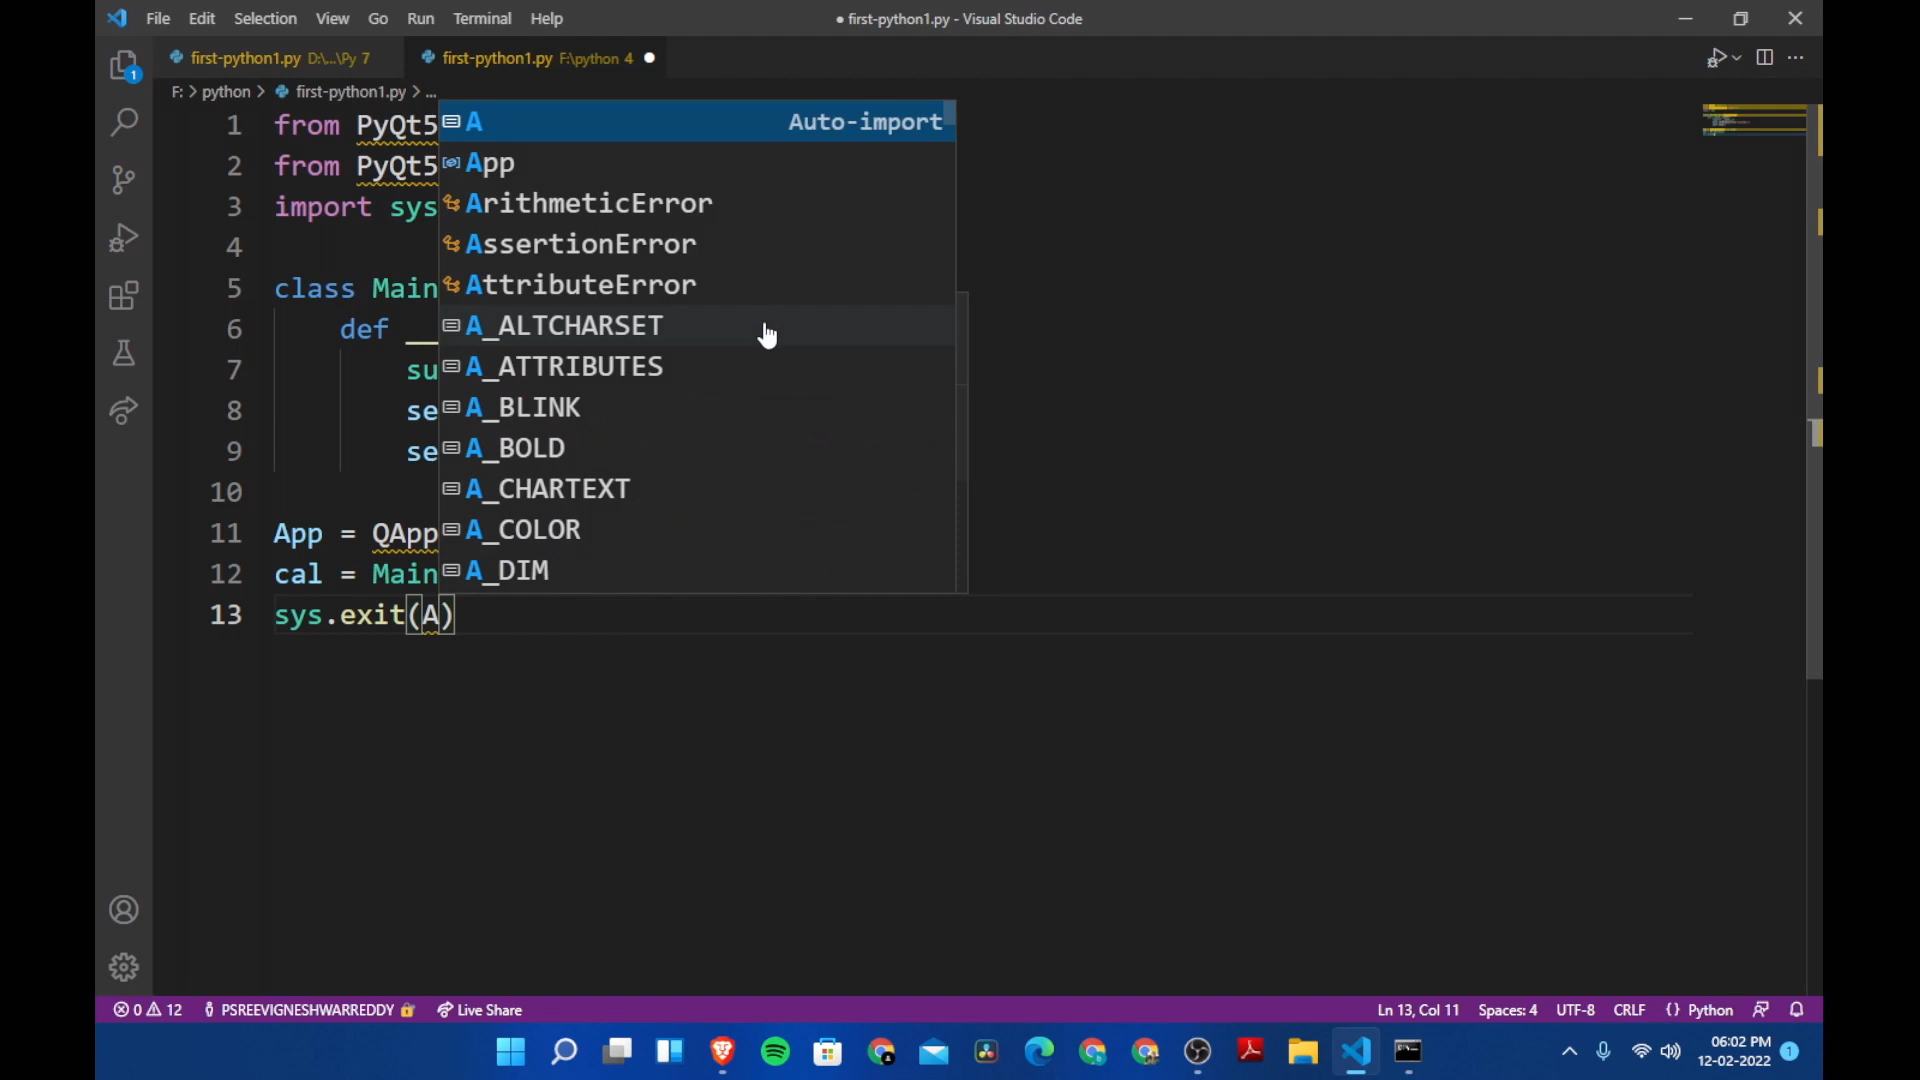 File Edit Selection View Go Run Terminal Help ● first-python1.py - Visual Studio Code
first-python1.py D:\...\Py 7 first-python1.py F:\python 4
F: > python > first-python1.py > ...
1 from PyQt5
2 from PyQt5
3 import sys
4
5 class Main
6 def __
7 su
8 se
9 se
10
11 App = QApp
12 cal = Main
13 sys.exit(A)
A Auto-import
App
ArithmeticError
AssertionError
AttributeError
A_ALTCHARSET
A_ATTRIBUTES
A_BLINK
A_BOLD
A_CHARTEXT
A_COLOR
A_DIM
1
0 12 PSREEVIGNESHWARREDDY Live Share Ln 13, Col 11 Spaces: 4 UTF-8 CRLF {} Python
06:02 PM
12-02-2022 1